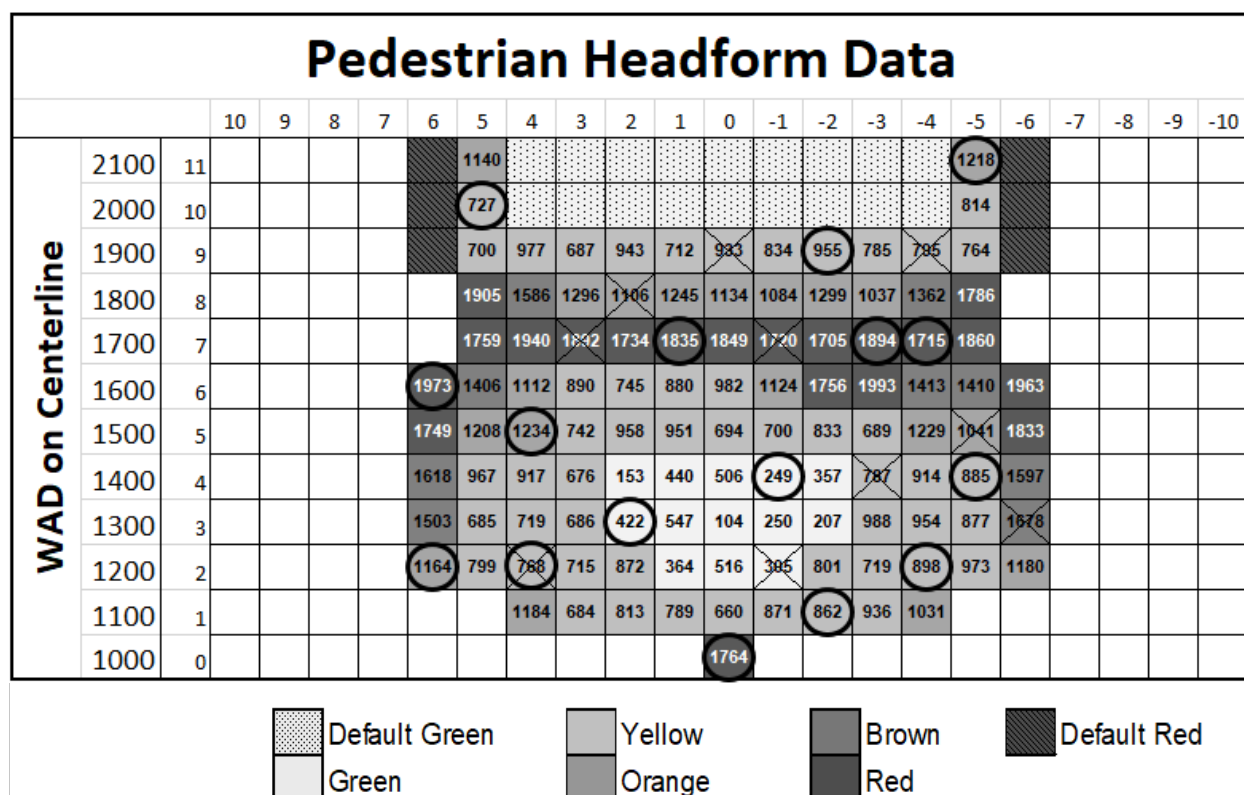 Pedestrian Headform Data
10 9 8 7 6 5 4 3 2 1 0 -1 -2 -3 -4 -5 -6 -7 -8 -9 -10
WAD on Centerline
2100 11 1140 1218
2000 10 727 814
1900 9 700 977 687 943 712 933 834 955 785 795 764
1800 8 1905 1586 1296 1106 1245 1134 1084 1299 1037 1362 1786
1700 7 1759 1940 1734 1835 1849 1720 1705 1894 1715 1860
1600 6 1973 1406 1112 890 745 880 982 1124 1756 1993 1413 1410 1963
1500 5 1749 1208 1234 742 958 951 694 700 833 689 1229 1041 1833
1400 4 1618 967 917 676 153 440 506 249 357 787 914 885 1597
1300 3 1503 685 719 686 422 547 104 250 207 988 954 877 1678
1200 2 1164 799 768 715 872 364 516 395 801 719 898 973 1180
1100 1 1184 684 813 789 660 871 862 936 1031
1000 0 1764
Default Green Yellow Brown Default Red
Green Orange Red